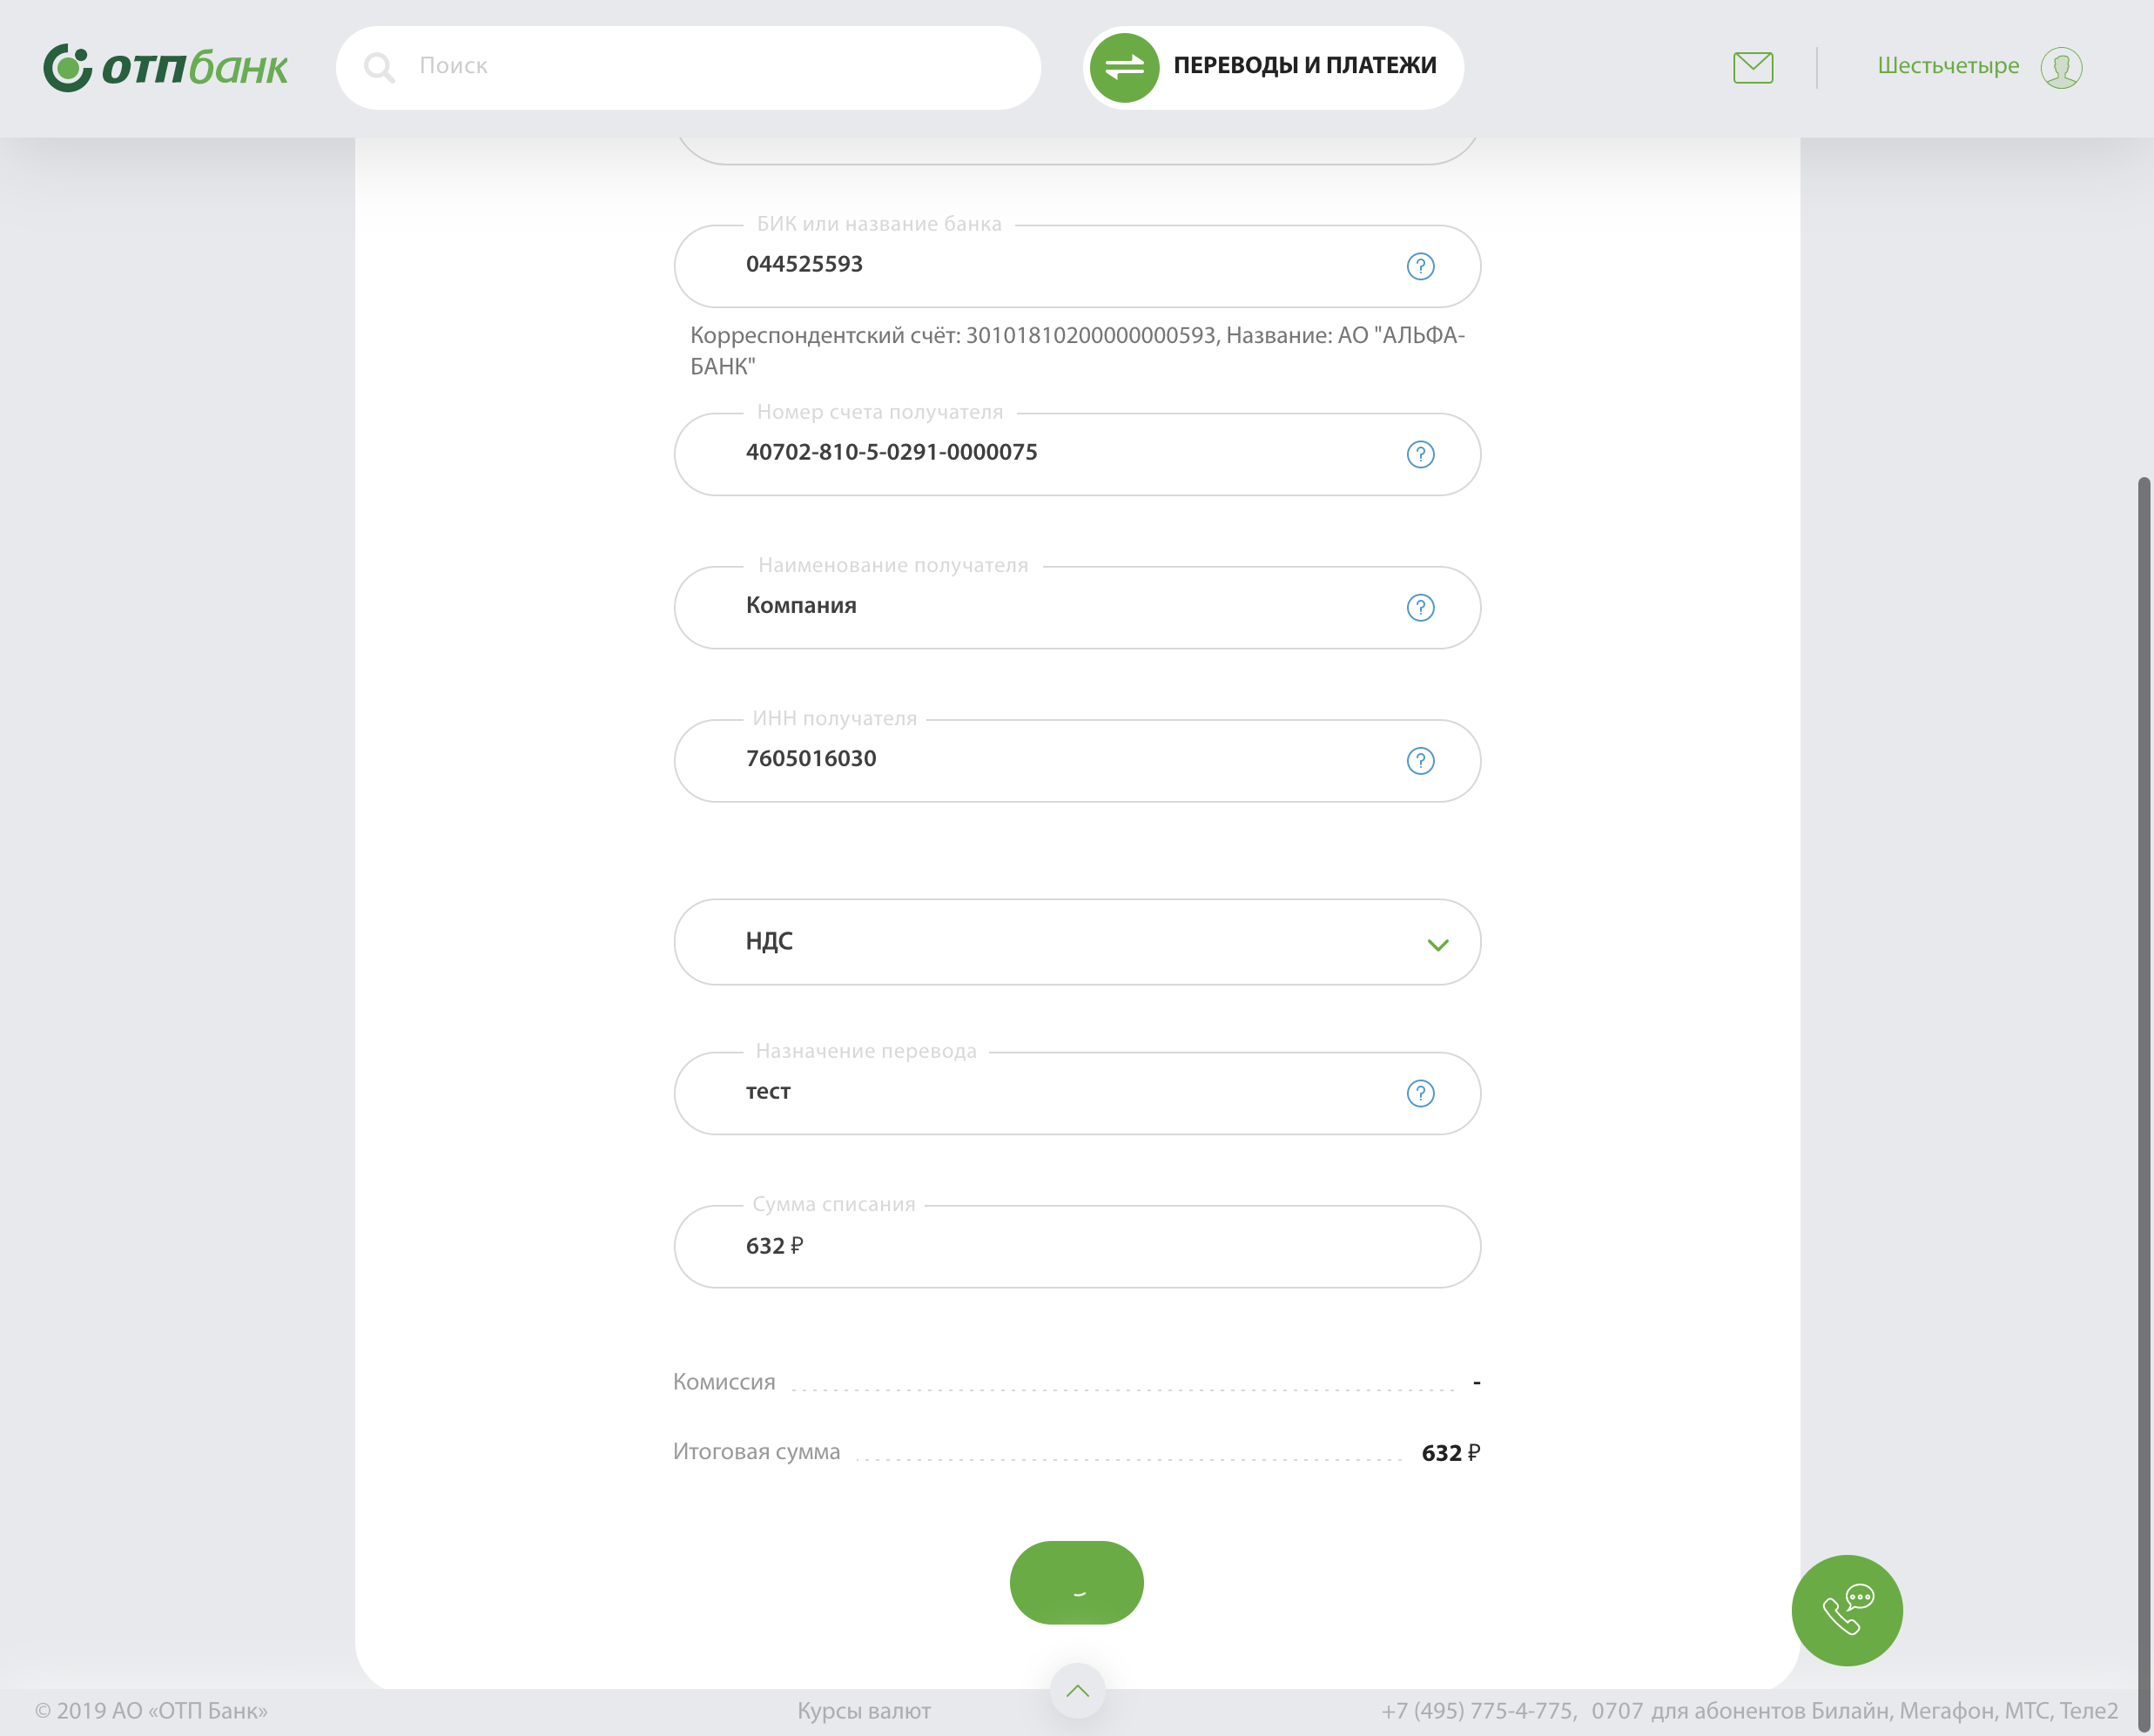 отпбанк
Поиск
ПЕРЕВОДЫ И ПЛАТЕЖИ
Шестьчетыре
БИК или название банка
044525593
?
Корреспондентский счёт: 30101810200000000593, Название: АО "АЛЬФА-
БАНК"
Номер счета получателя
40702-810-5-0291-0000075
?
Наименование получателя
Компания
?
ИНН получателя
7605016030
?
НДС
Назначение перевода
тест
?
Сумма списания
632 ₽
Комиссия -
Итоговая сумма 632 ₽
© 2019 АО «ОТП Банк»
Курсы валют
+7 (495) 775-4-775, 0707 для абонентов Билайн, Мегафон, МТС, Теле2